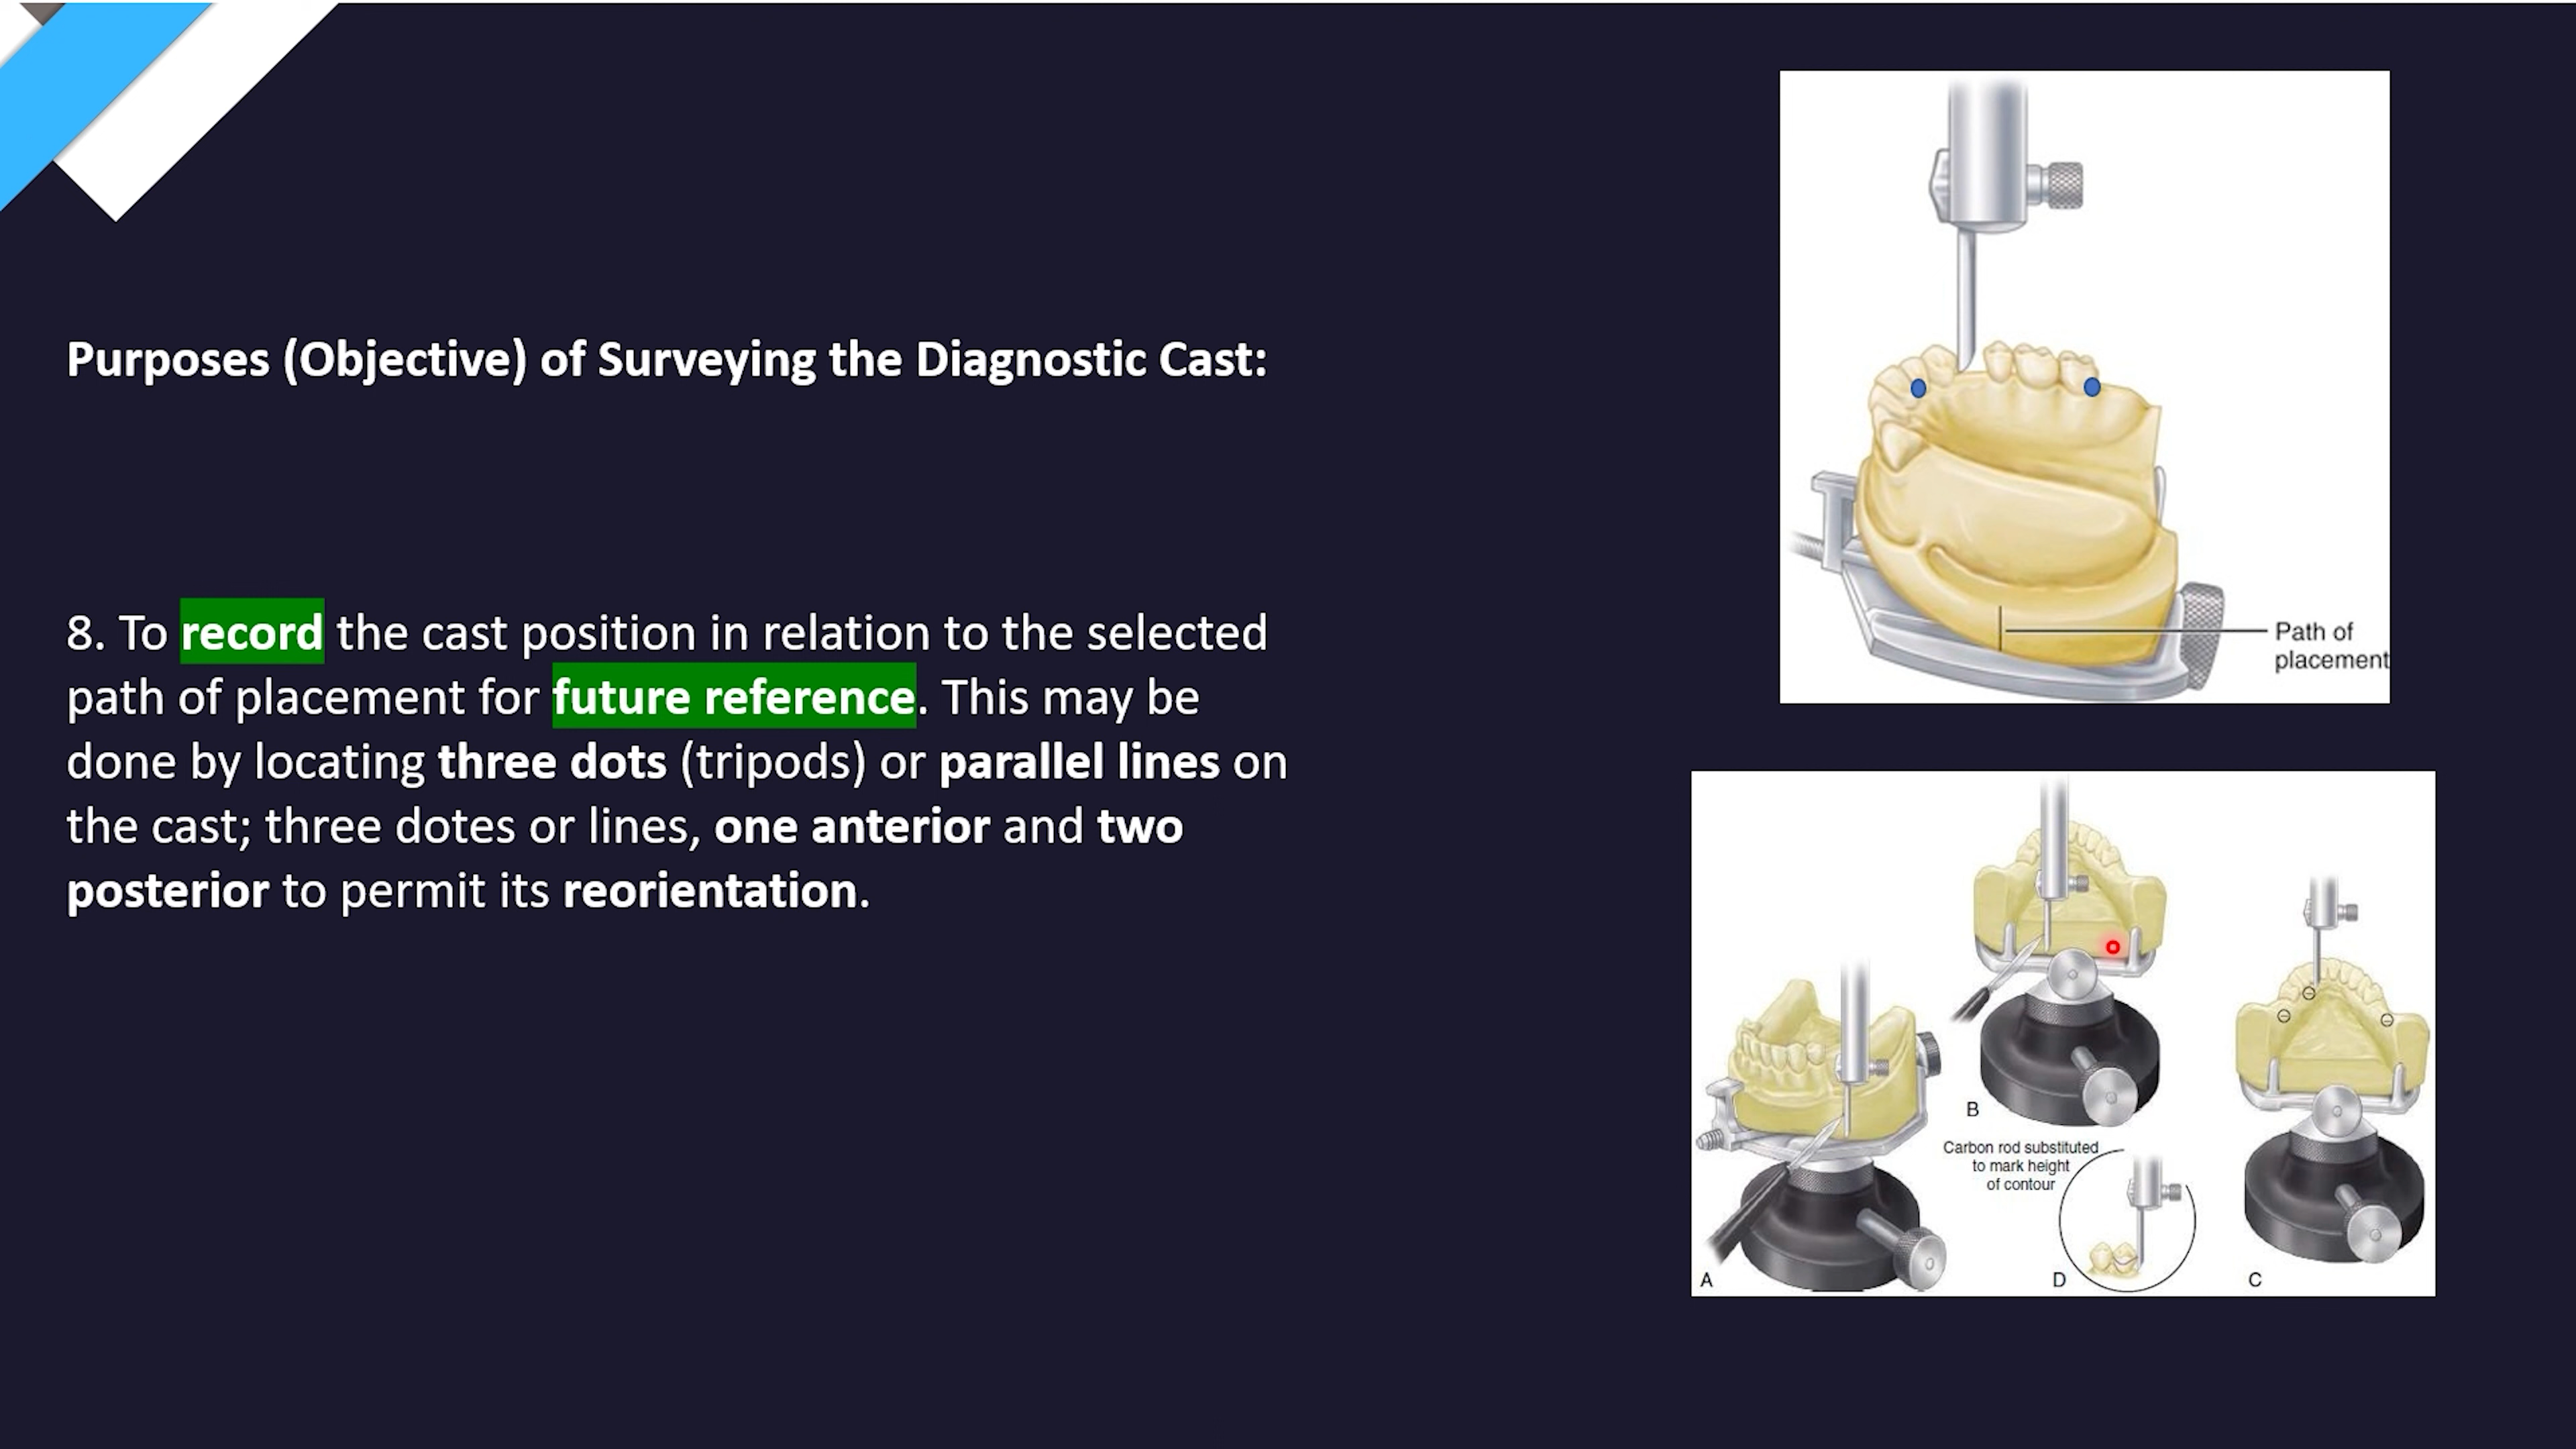 Purposes (Objective) of Surveying the Diagnostic Cast:
8. To record the cast position in relation to the selected
path of placement for future reference. This may be
done by locating three dots (tripods) or parallel lines on
the cast; three dotes or lines, one anterior and two
posterior to permit its reorientation.
Path of
placement
B
Carbon rod substituted
to mark height
of contour
A
D
C